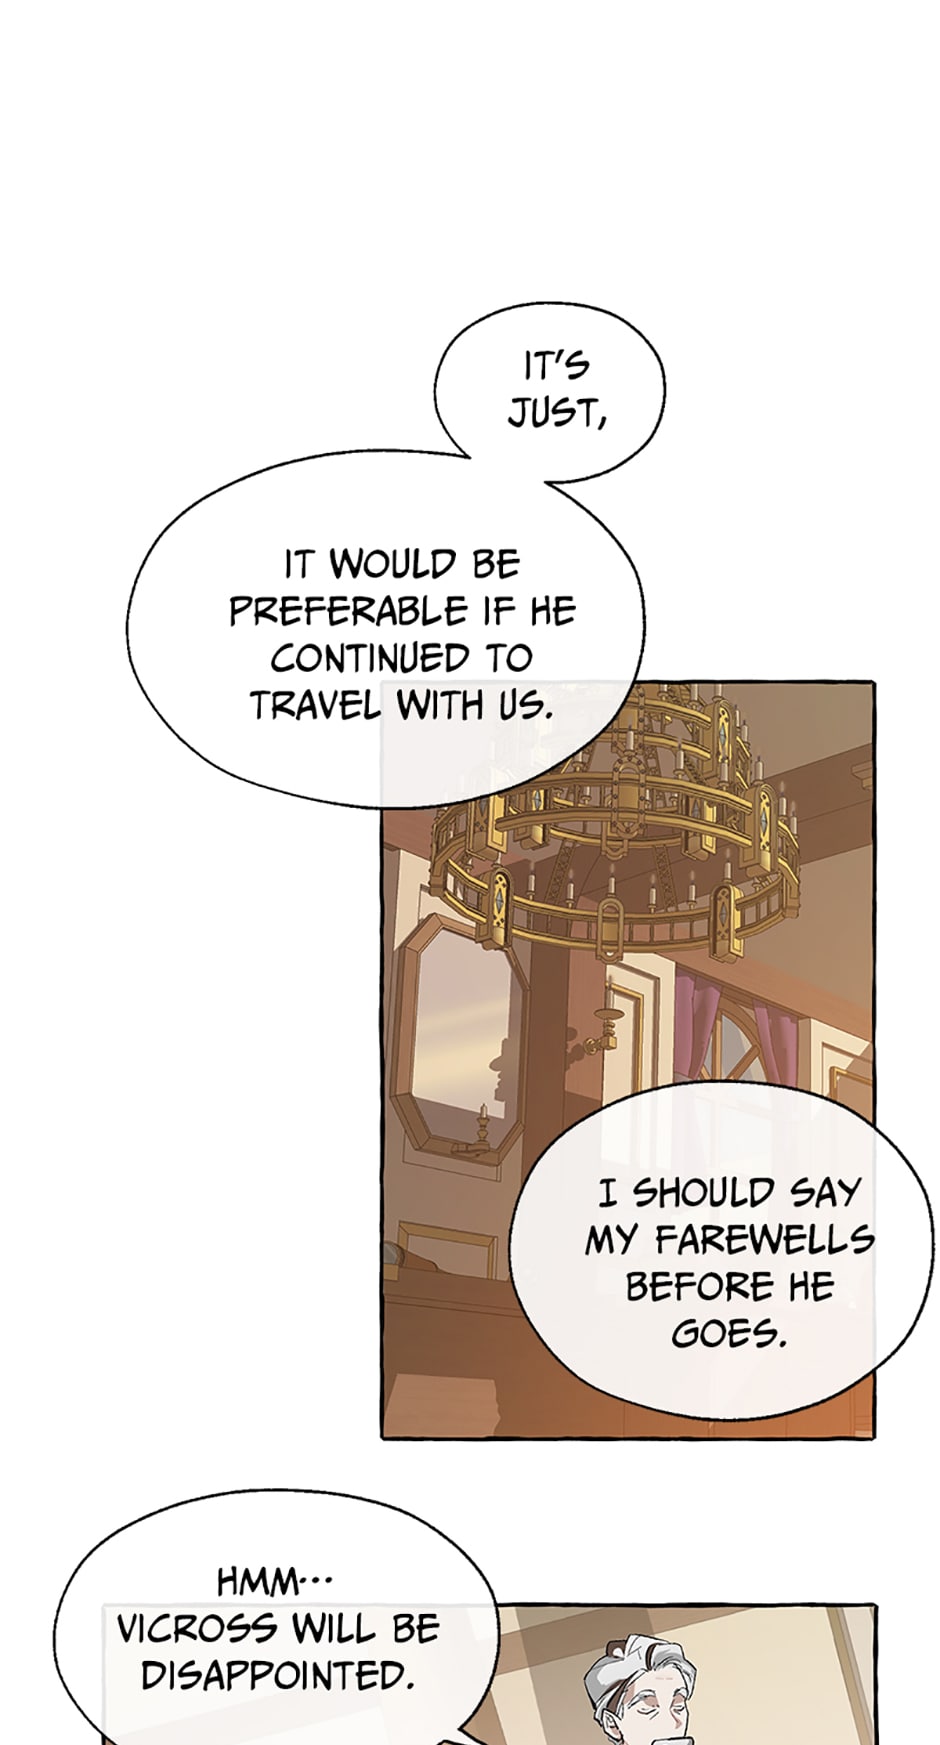 IT'S
JUST,
IT WOULD BE
PREFERABLE IF HE
CONTINUED TO
TRAVEL WITH US.
I SHOULD SAY
MY FAREWELLS
BEFORE HE
GOES.
HMM···
VICROSS WILL BE
DISAPPOINTED.